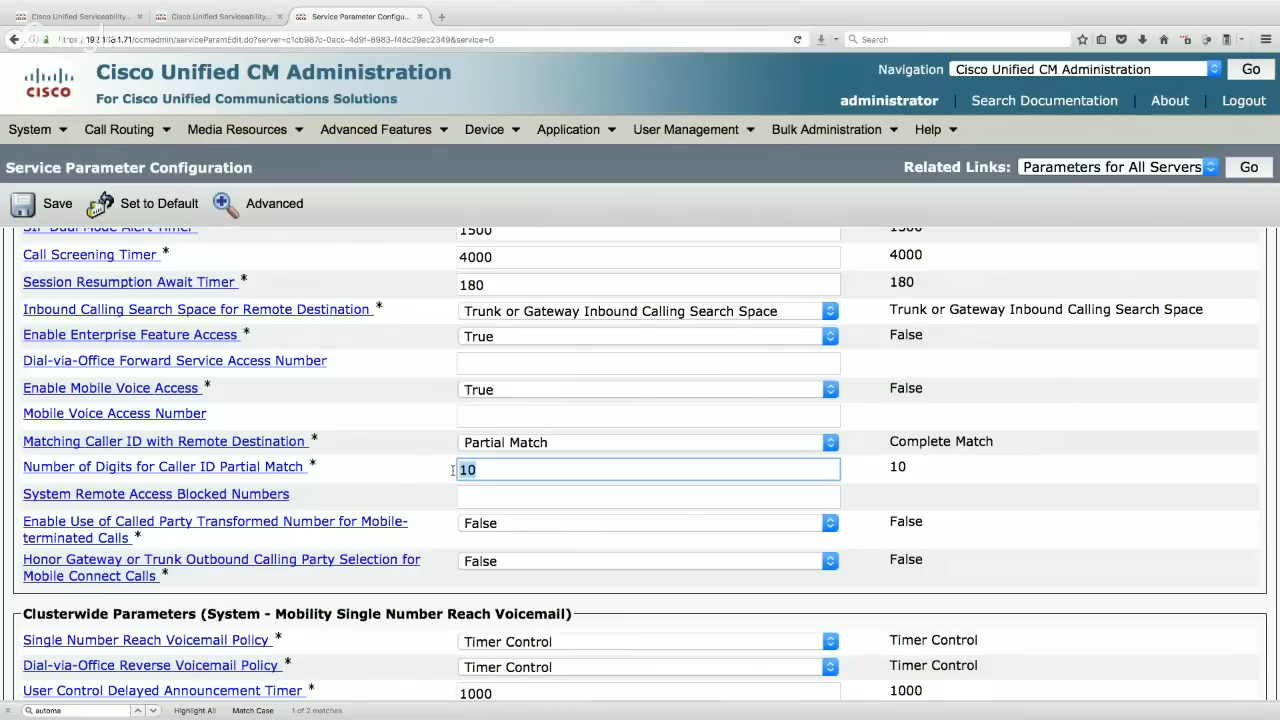 Cisco Unified Serviceability... × Cisco Unified Serviceability... × Service Parameter Configu... × +
1.71/ccmadmin/serviceParamEdit.do?server=c1cb987c-0acc-4d9f-8983-f48c29ec2349&service=0 Search
CISCO
Cisco Unified CM Administration
For Cisco Unified Communications Solutions
Navigation Cisco Unified CM Administration Go
administrator | Search Documentation | About | Logout
System Call Routing Media Resources Advanced Features Device Application User Management Bulk Administration Help
Service Parameter Configuration Related Links: Parameters for All Servers Go
Save Set to Default Advanced
SIP Dual Mode Alert Timer 1500 1500
Call Screening Timer * 4000 4000
Session Resumption Await Timer * 180 180
Inbound Calling Search Space for Remote Destination * Trunk or Gateway Inbound Calling Search Space Trunk or Gateway Inbound Calling Search Space
Enable Enterprise Feature Access * True False
Dial-via-Office Forward Service Access Number
Enable Mobile Voice Access * True False
Mobile Voice Access Number
Matching Caller ID with Remote Destination * Partial Match Complete Match
Number of Digits for Caller ID Partial Match * 10 10
System Remote Access Blocked Numbers
Enable Use of Called Party Transformed Number for Mobile- False False
terminated Calls *
Honor Gateway or Trunk Outbound Calling Party Selection for False False
Mobile Connect Calls *
Clusterwide Parameters (System - Mobility Single Number Reach Voicemail)
Single Number Reach Voicemail Policy * Timer Control Timer Control
Dial-via-Office Reverse Voicemail Policy * Timer Control Timer Control
User Control Delayed Announcement Timer * 1000 1000
× automa Highlight All Match Case 1 of 2 matches